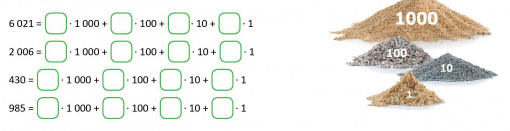 6 021 = · 1 000 + · 100 + · 10 + · 1
2 006 = · 1 000 + · 100 + · 10 + · 1
430 = · 1 000 + · 100 + · 10 + · 1
985 = · 1 000 + · 100 + · 10 + · 1
1000
100
10
1